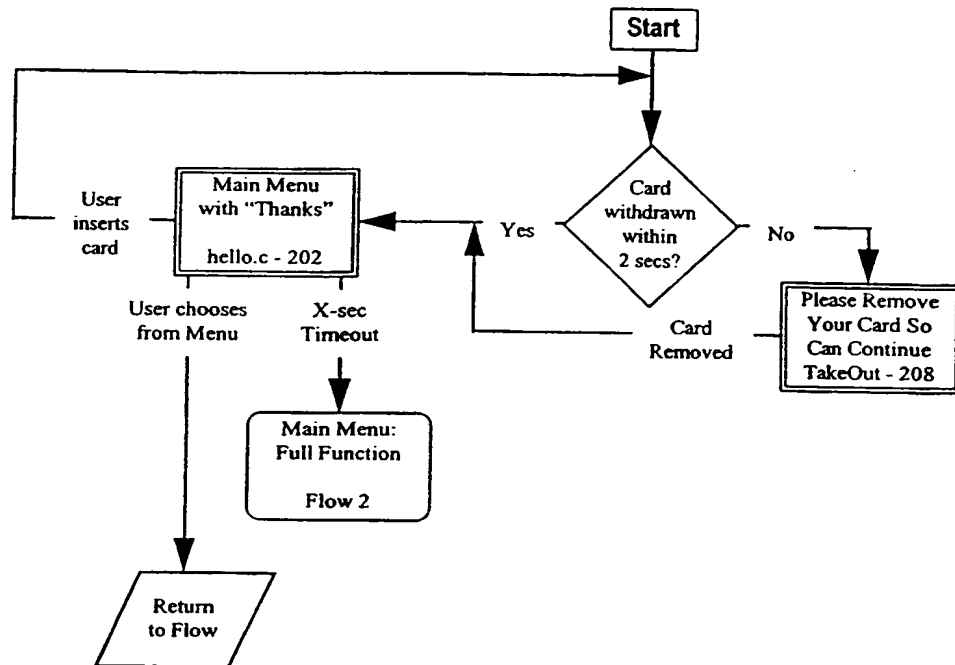 Start
User
inserts
card
Main Menu
with "Thanks"
hello.c - 202
Yes
Card
withdrawn
within
2 secs?
No
Please Remove
Your Card So
Can Continue
TakeOut - 208
Card
Removed
User chooses
from Menu
X-sec
Timeout
Main Menu:
Full Function
Flow 2
Return
to Flow